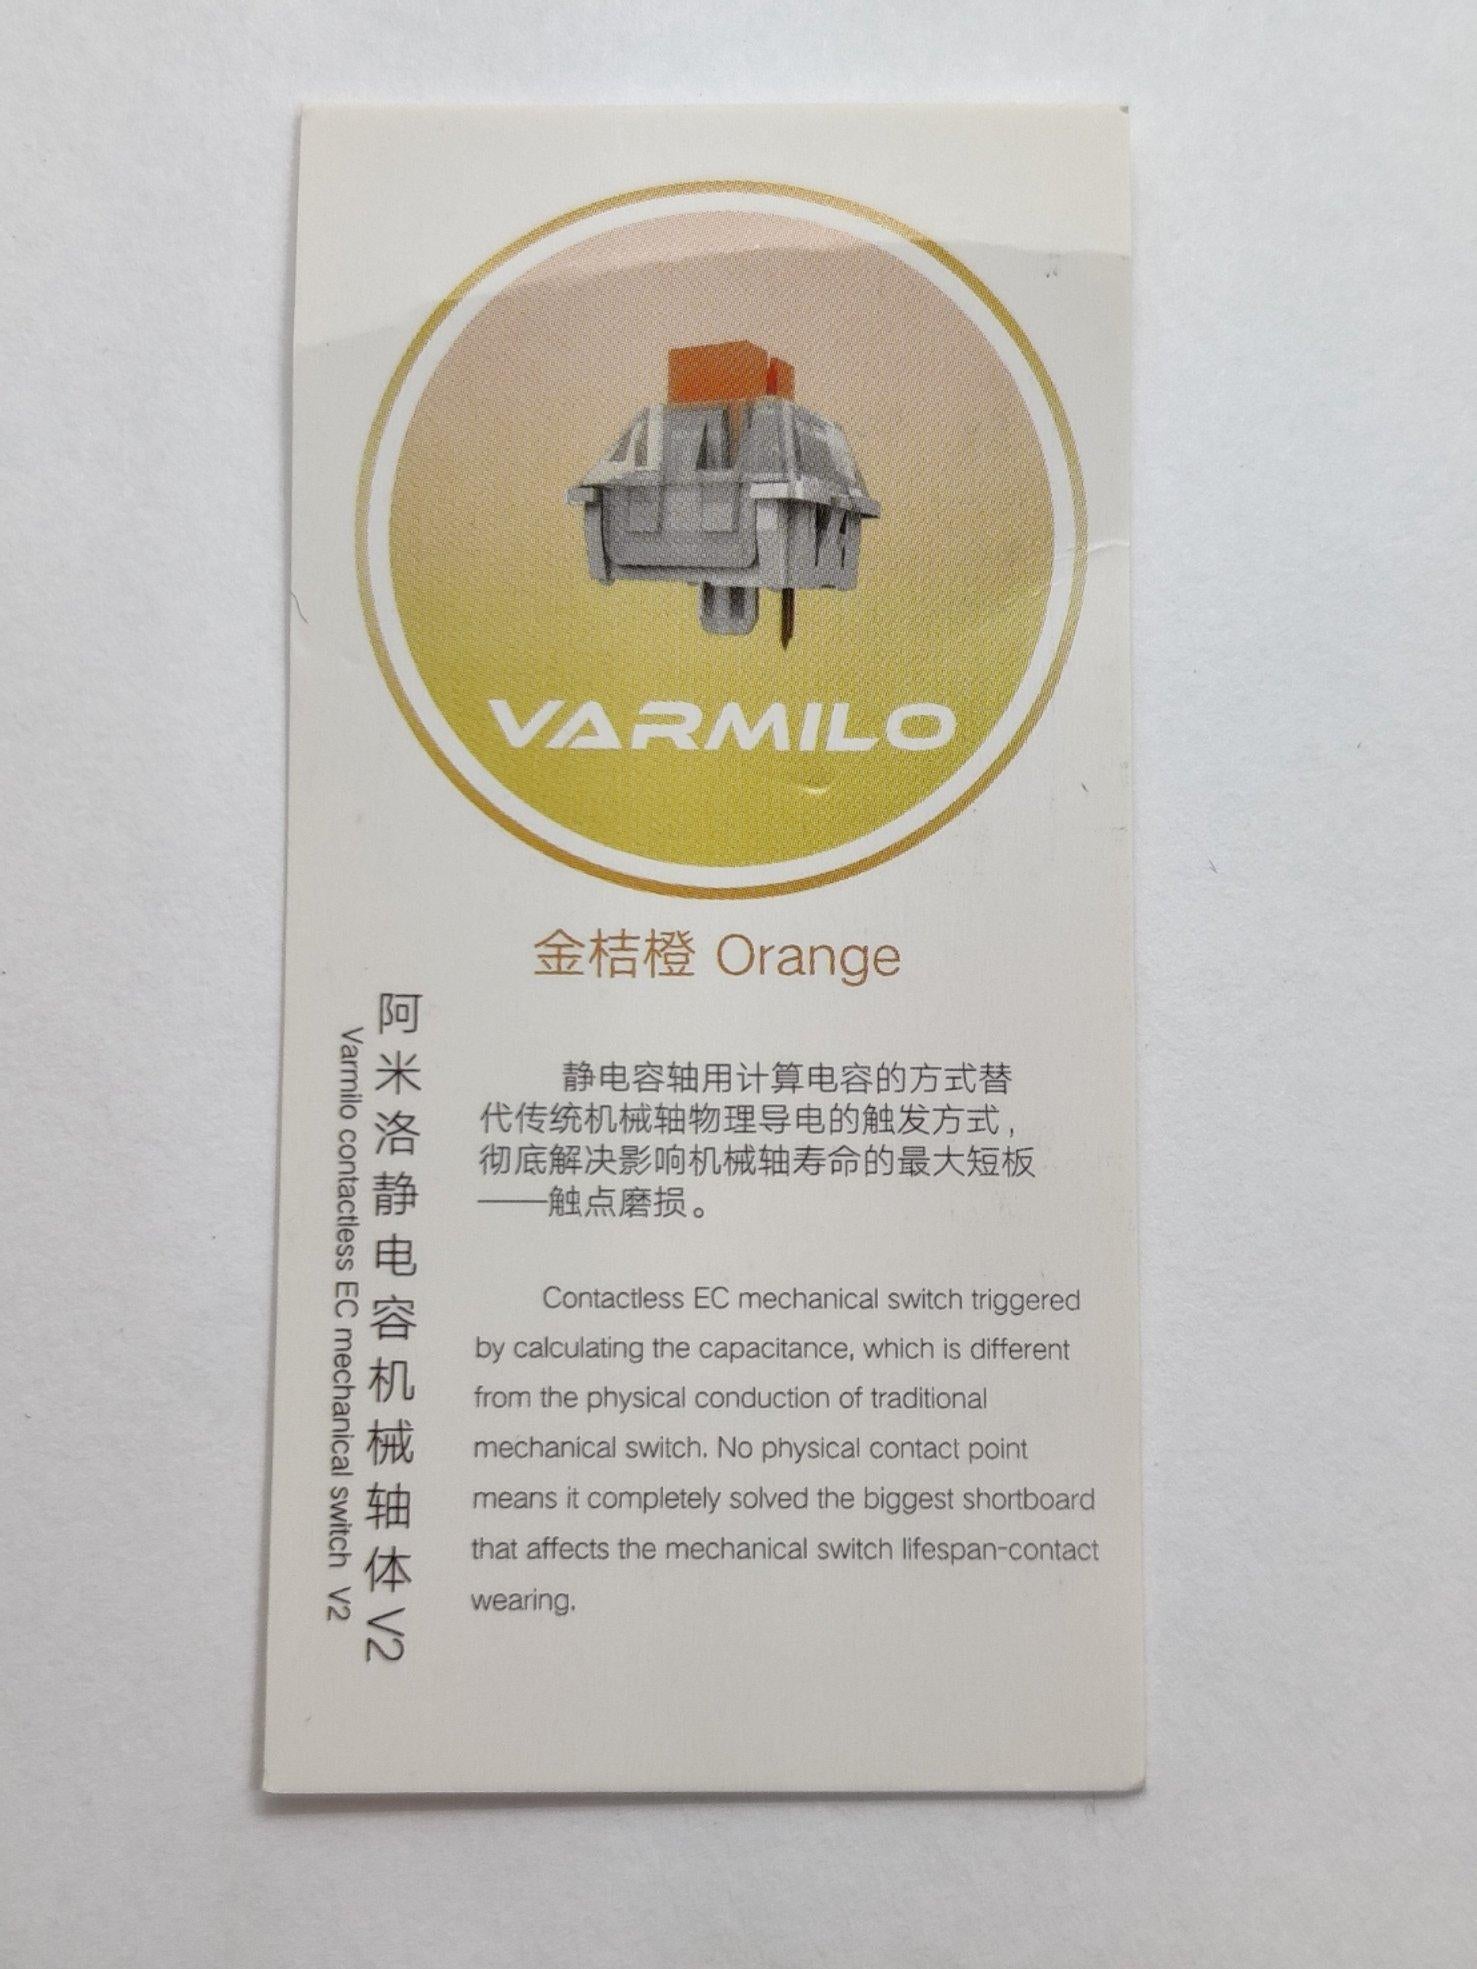 VARMILO
金桔橙 Orange
阿米洛静电容机械轴体 V2
Varmilo contactless EC mechanical switch V2
静电容轴用计算电容的方式替
代传统机械轴物理导电的触发方式，
彻底解决影响机械轴寿命的最大短板
——触点磨损。
Contactless EC mechanical switch triggered
by calculating the capacitance, which is different
from the physical conduction of traditional
mechanical switch. No physical contact point
means it completely solved the biggest shortboard
that affects the mechanical switch lifespan-contact
wearing.